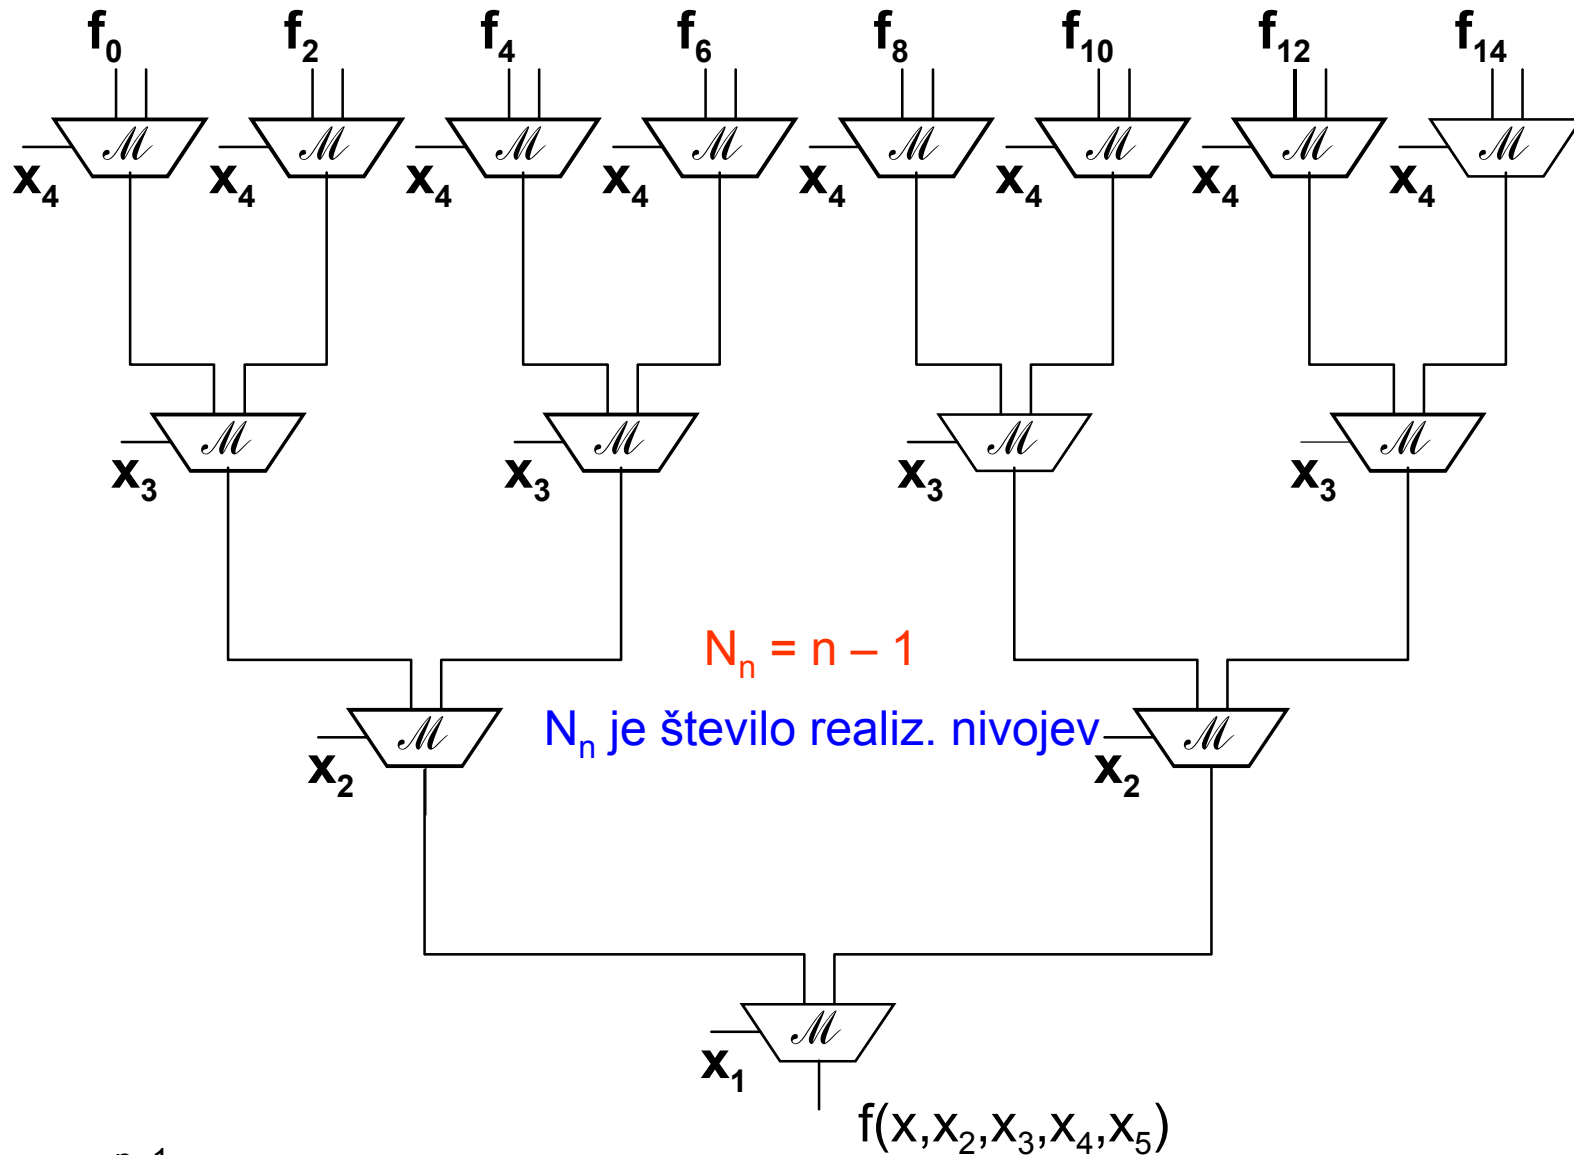 f₀ f₂ f₄ f₆ f₈ f₁₀ f₁₂ f₁₄
ℳ ℳ ℳ ℳ ℳ ℳ ℳ ℳ
x₄ x₄ x₄ x₄ x₄ x₄ x₄ x₄
ℳ ℳ ℳ ℳ
x₃ x₃ x₃ x₃
Nₙ = n – 1
ℳ Nₙ je število realiz. nivojev ℳ
x₂ x₂
ℳ
x₁
f(x,x₂,x₃,x₄,x₅)